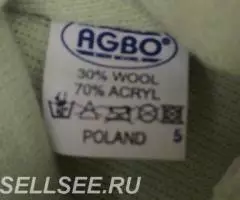 AGBO®
30% WOOL
70% ACRYL
POLAND 5
SELLSEE.RU